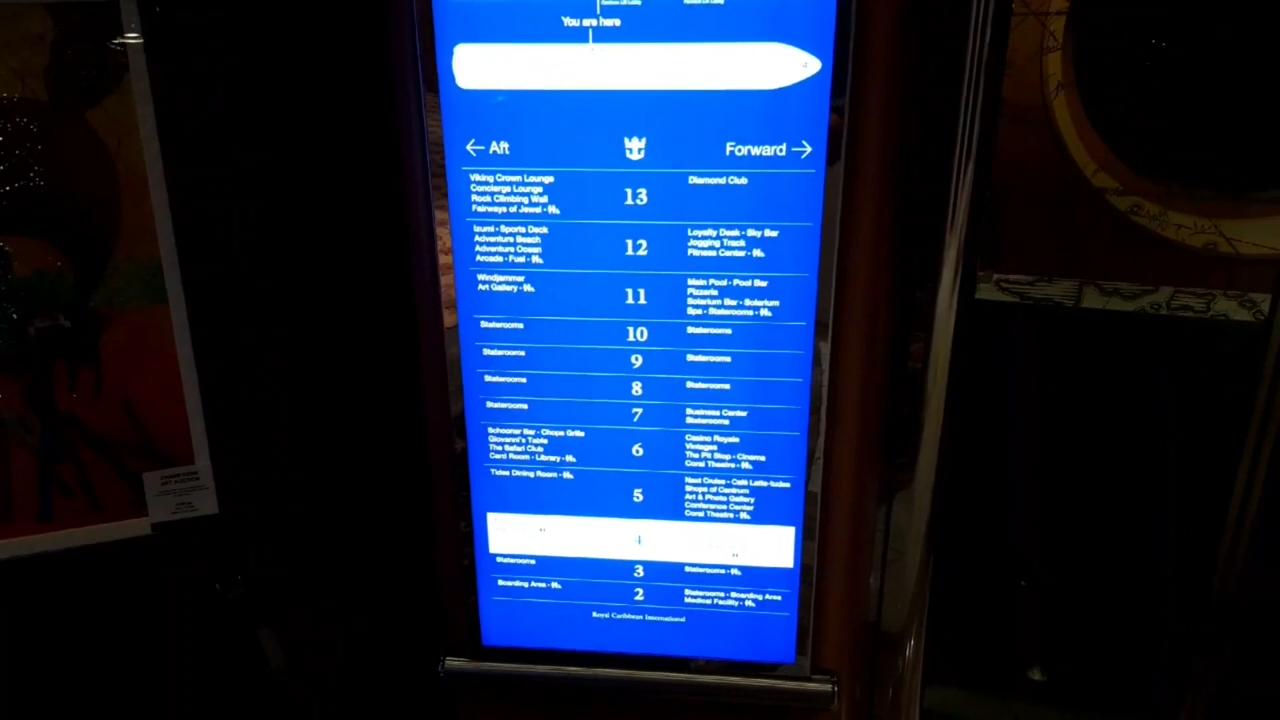 You are here
← Aft
Forward →
Viking Crown Lounge
Concierge Lounge
Rock Climbing Wall
Fairways of Jewel •
13
Diamond Club
Izumi • Sports Deck
Adventure Beach
Adventure Ocean
Arcade • Fuel •
12
Loyalty Desk • Sky Bar
Jogging Track
Fitness Center •
Windjammer
Art Gallery •
11
Main Pool • Pool Bar
Pizzeria
Solarium Bar • Solarium
Spa • Staterooms •
Staterooms
10
Staterooms
Staterooms
9
Staterooms
Staterooms
8
Staterooms
Staterooms
7
Business Center
Staterooms
Schooner Bar • Chops Grille
Giovanni's Table
The Safari Club
Card Room • Library •
6
Casino Royale
Vintages
The Pit Stop • Cinema
Coral Theatre •
Tides Dining Room •
5
Next Cruise • Café Latte-tudes
Shops of Centrum
Art & Photo Gallery
Conference Center
Coral Theatre •
4
Staterooms
3
Staterooms •
Boarding Area •
2
Staterooms • Boarding Area
Medical Facility •
Royal Caribbean International
ART AUCTION